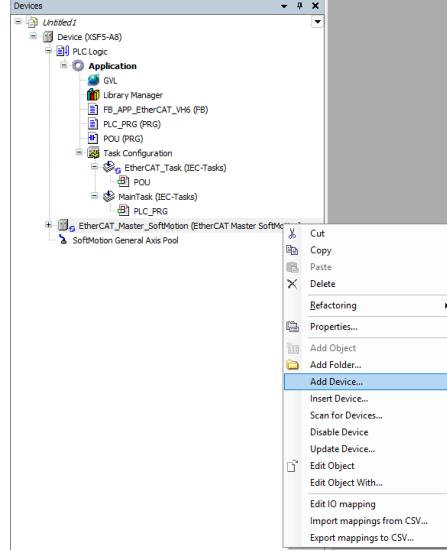 Devices
Untitled1
Device (XSF5-A8)
PLC Logic
Application
GVL
Library Manager
FB_APP_EtherCAT_VH6 (FB)
PLC_PRG (PRG)
POU (PRG)
Task Configuration
EtherCAT_Task (IEC-Tasks)
POU
MainTask (IEC-Tasks)
PLC_PRG
EtherCAT_Master_SoftMotion (EtherCAT Master SoftMotion)
SoftMotion General Axis Pool
Cut
Copy
Paste
Delete
Refactoring
Properties...
Add Object
Add Folder...
Add Device...
Insert Device...
Scan for Devices...
Disable Device
Update Device...
Edit Object
Edit Object With...
Edit IO mapping
Import mappings from CSV...
Export mappings to CSV...